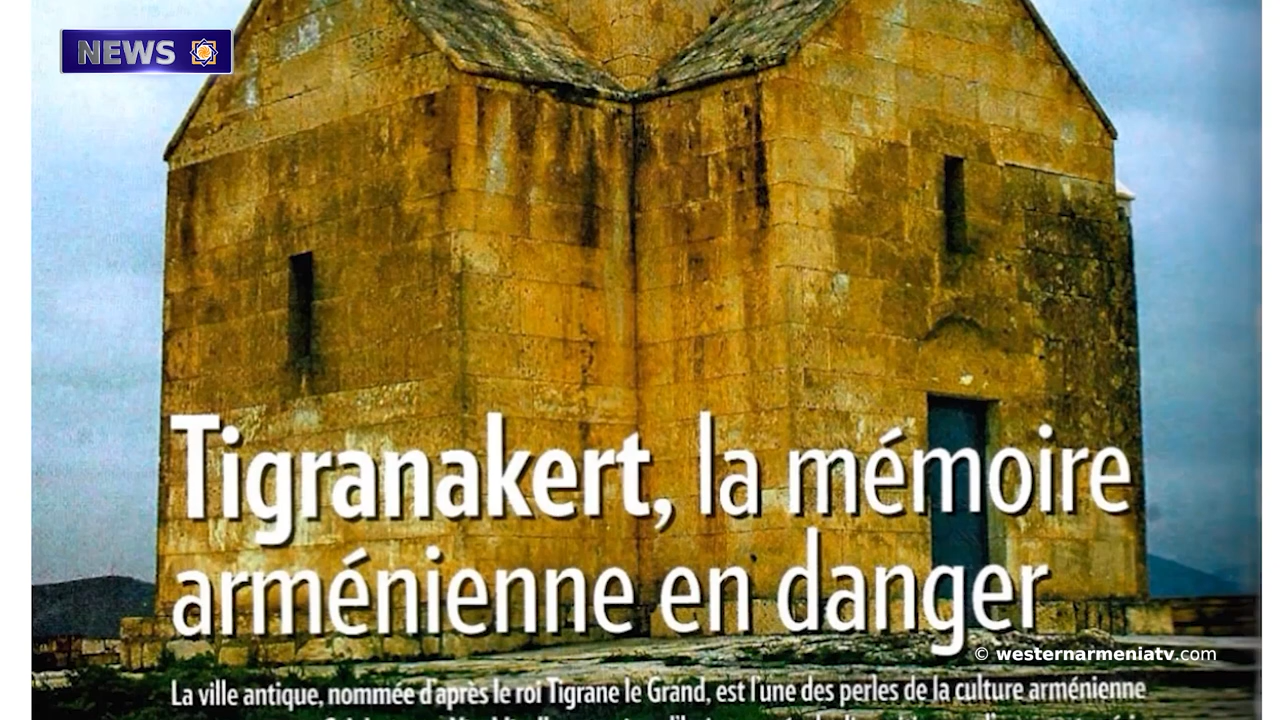 NEWS
Tigranakert, la mémoire
arménienne en danger
© westernarmeniatv.com
La ville antique, nommée d'après le roi Tigrane le Grand, est l'une des perles de la culture arménienne